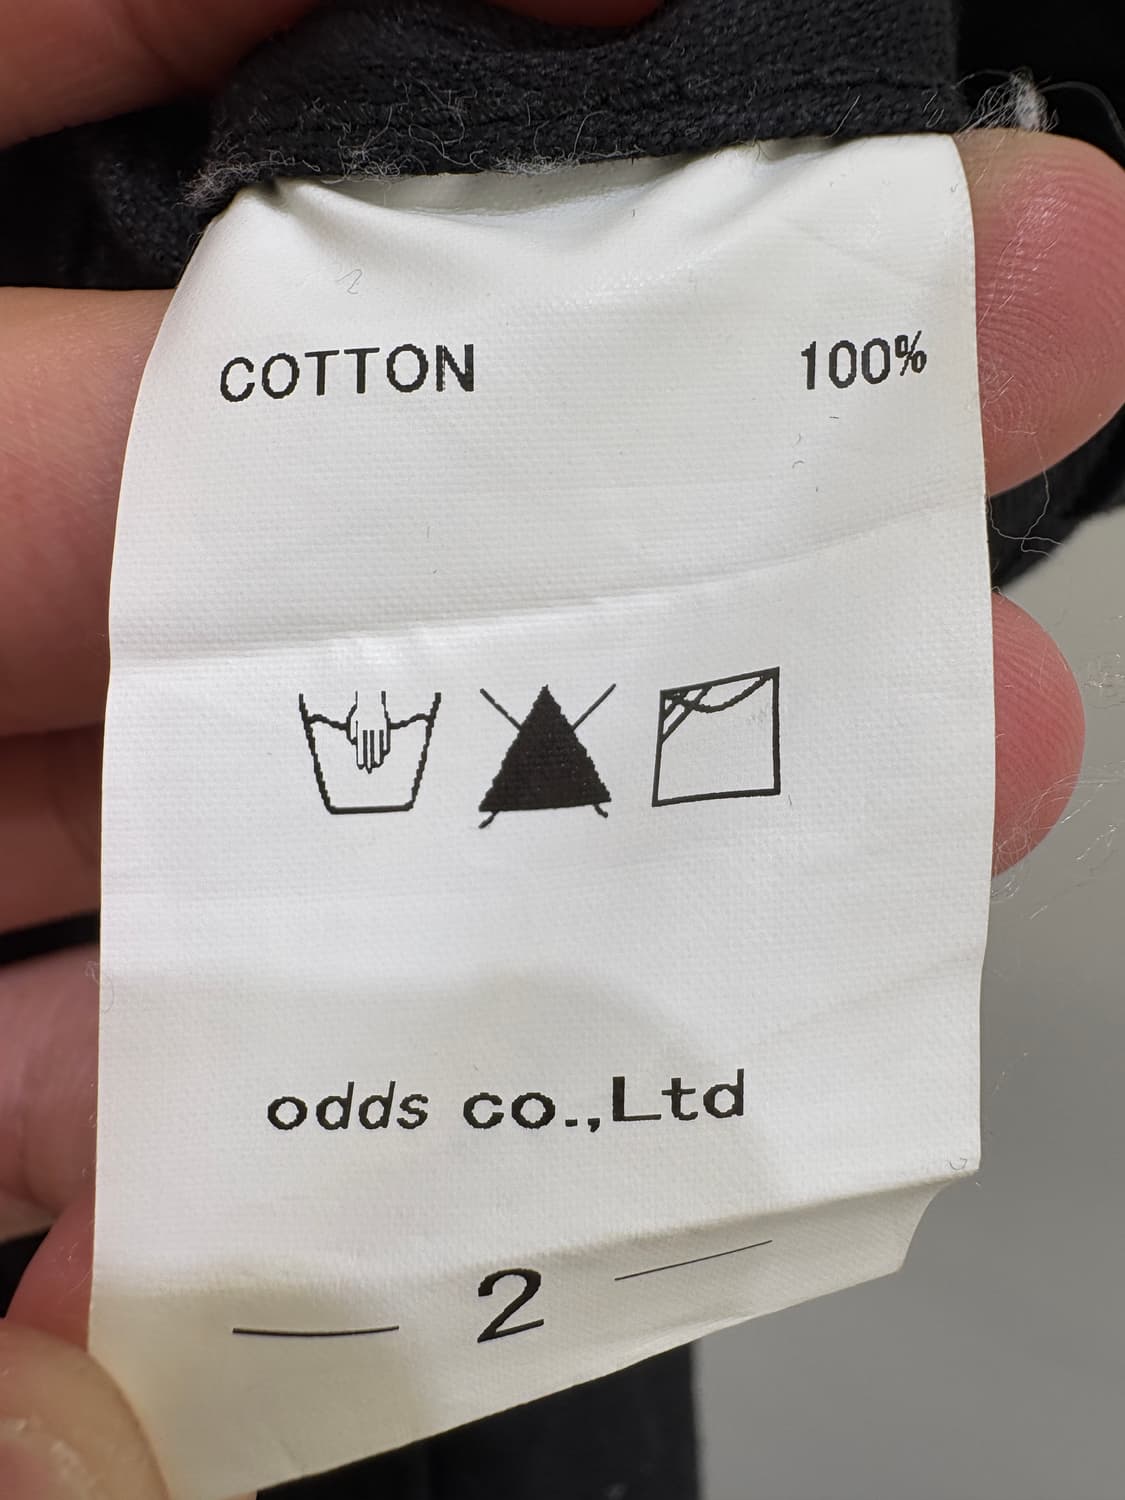 COTTON 100%
odds co.,Ltd
2